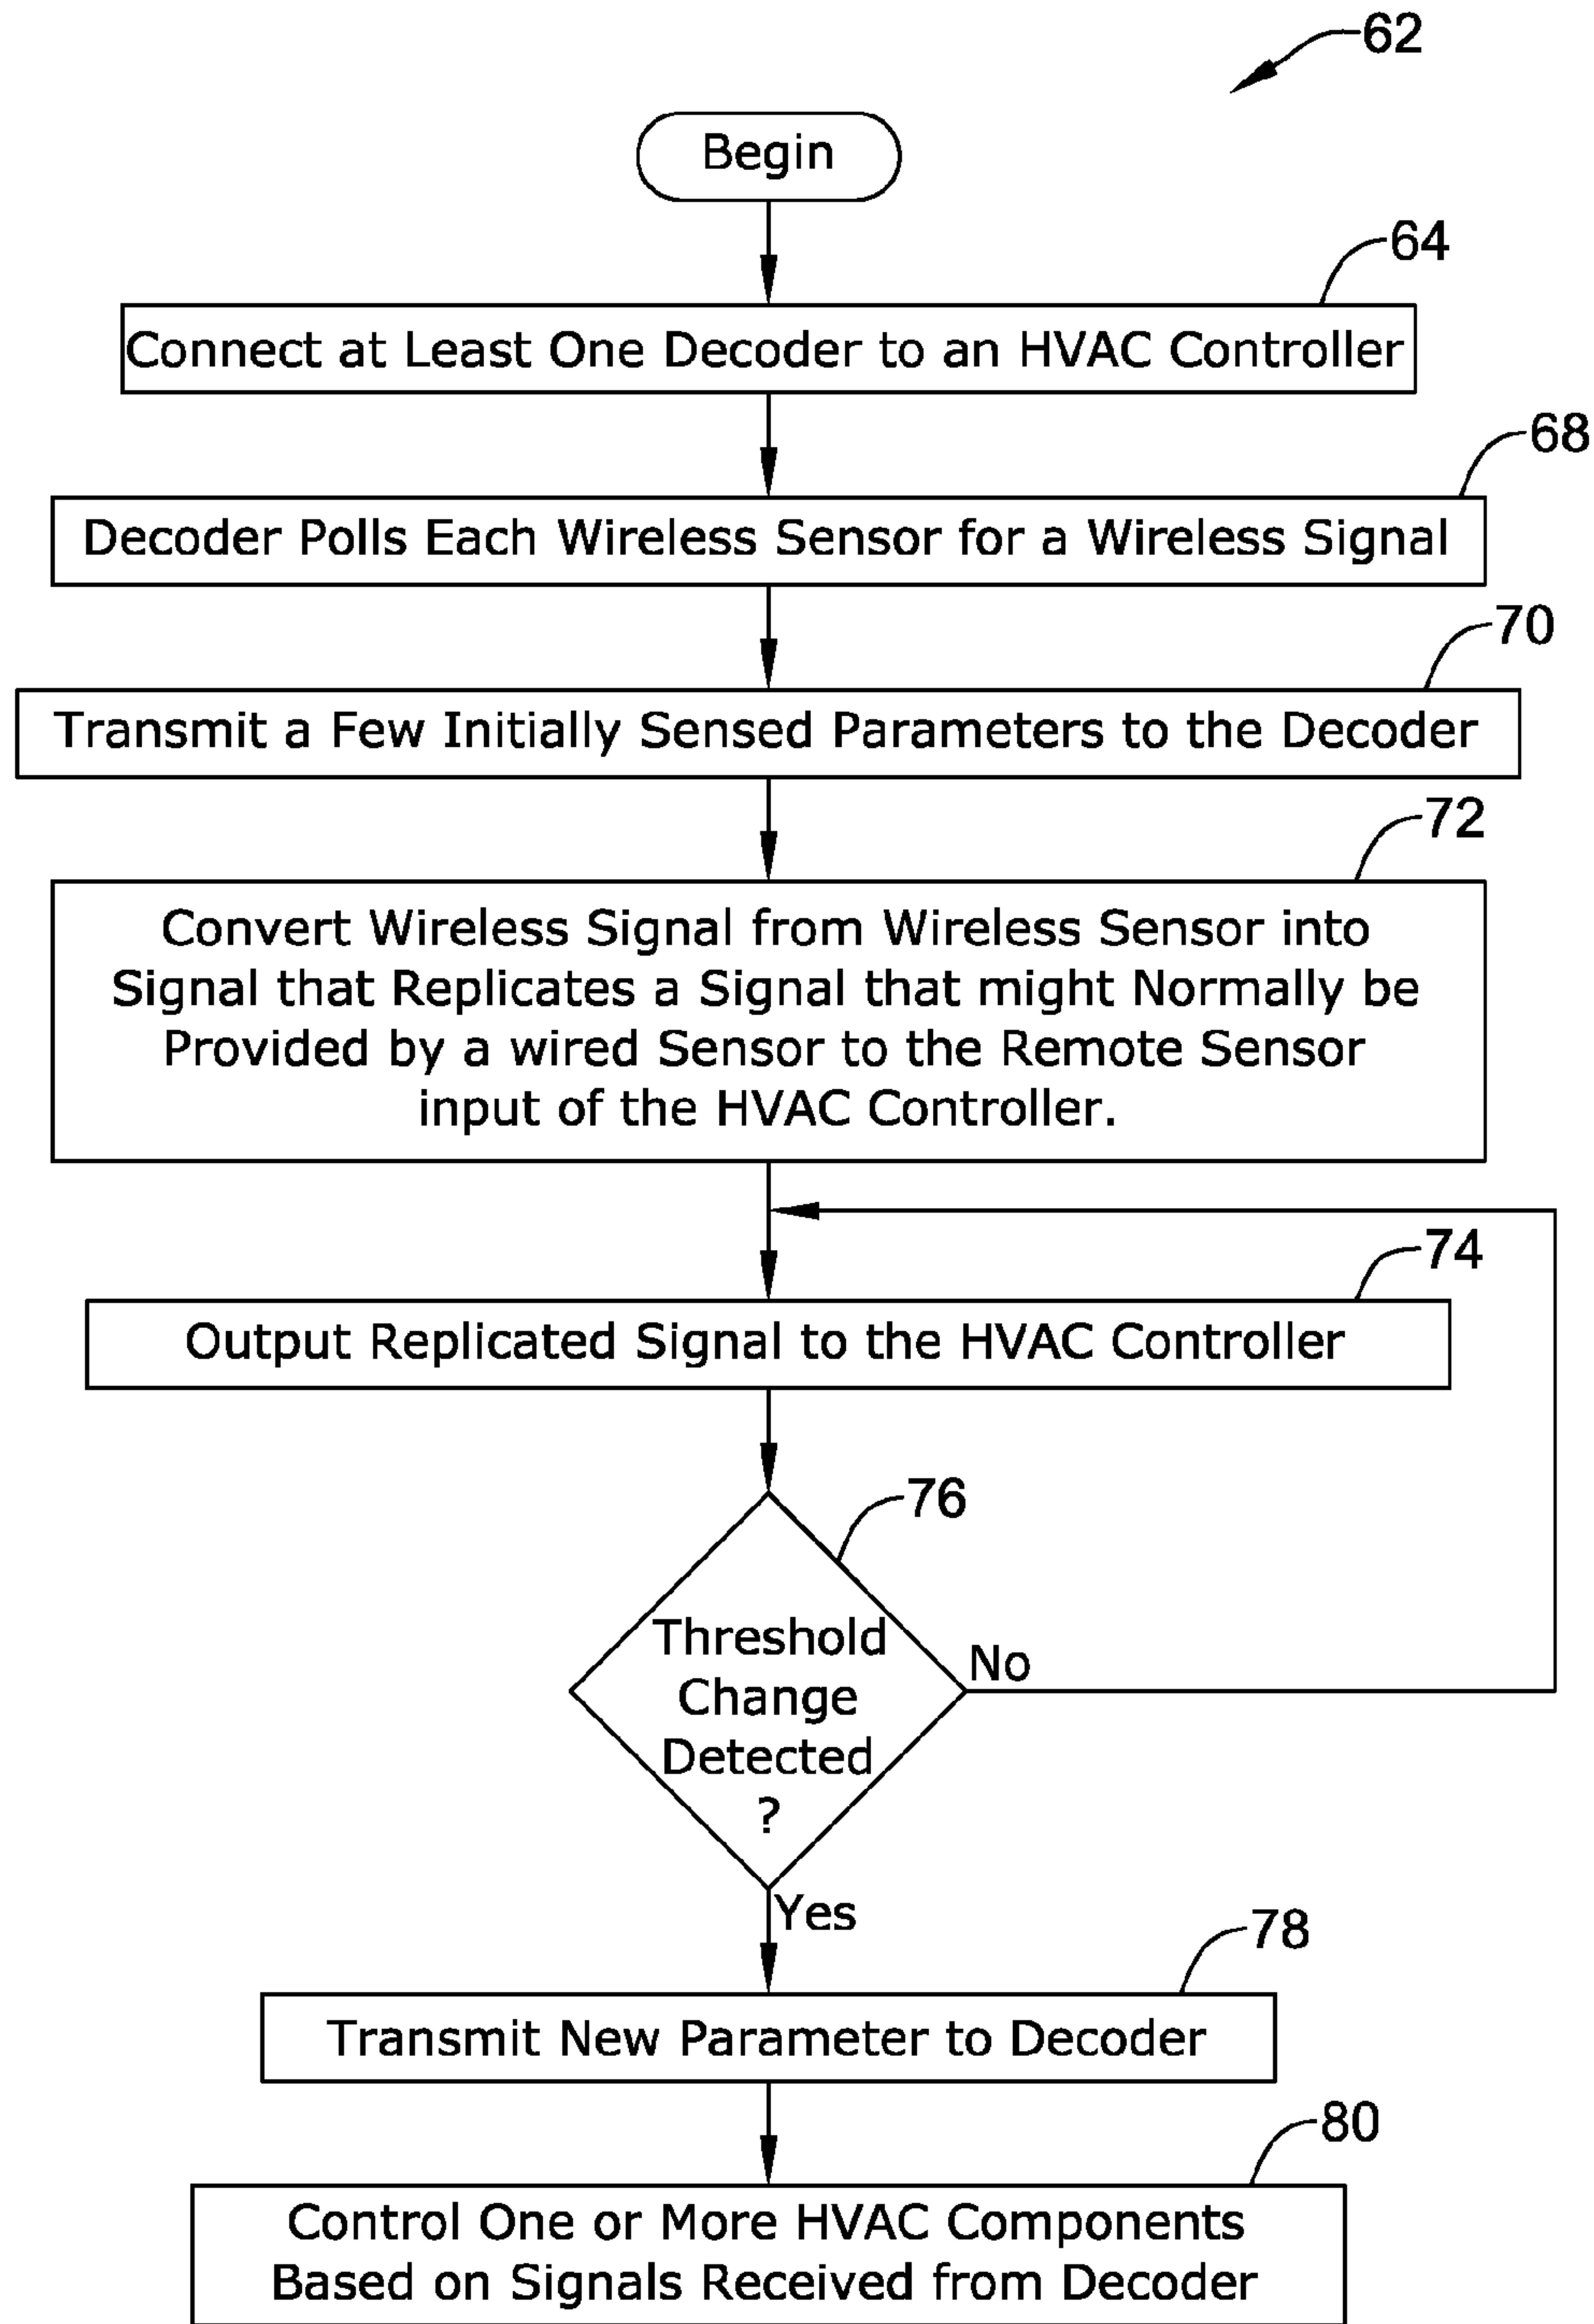 62
Begin
64
Connect at Least One Decoder to an HVAC Controller
68
Decoder Polls Each Wireless Sensor for a Wireless Signal
70
Transmit a Few Initially Sensed Parameters to the Decoder
72
Convert Wireless Signal from Wireless Sensor into
Signal that Replicates a Signal that might Normally be
Provided by a wired Sensor to the Remote Sensor
input of the HVAC Controller.
74
Output Replicated Signal to the HVAC Controller
76
Threshold
Change
Detected
?
No
Yes
78
Transmit New Parameter to Decoder
80
Control One or More HVAC Components
Based on Signals Received from Decoder